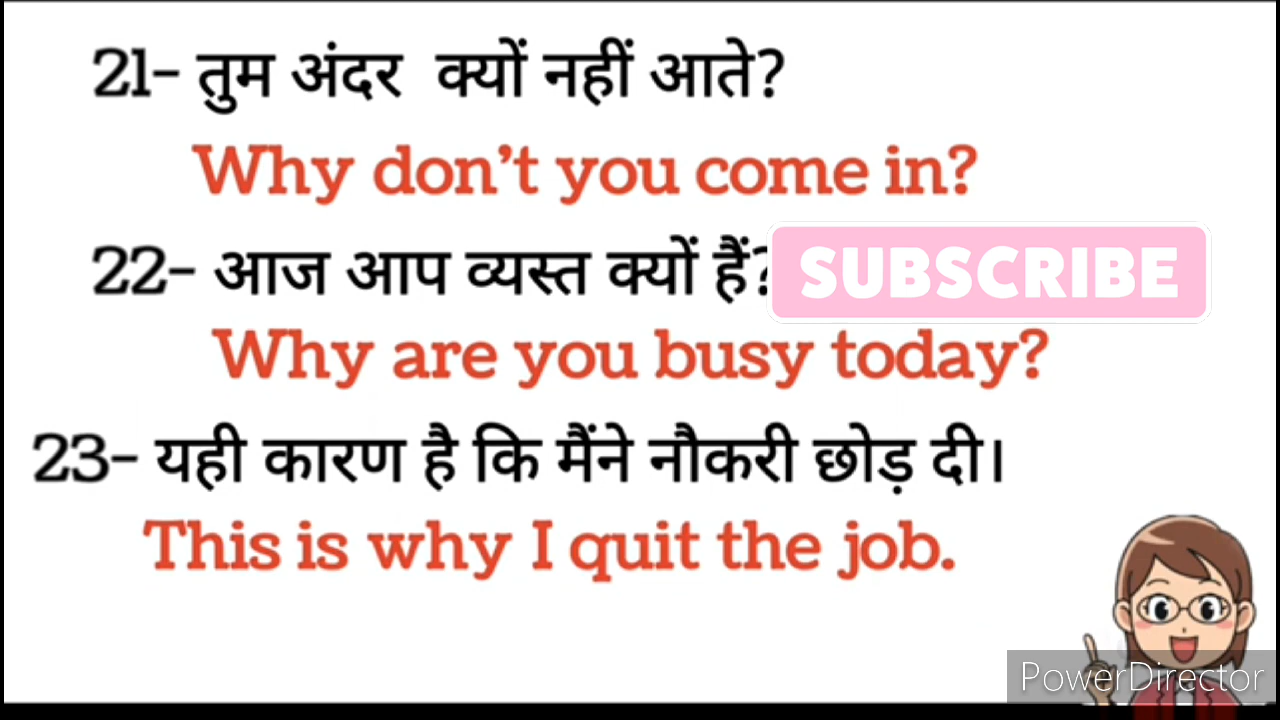 21- तुम अंदर क्यों नहीं आते?
Why don't you come in?
22- आज आप व्यस्त क्यों हैं?
SUBSCRIBE
Why are you busy today?
23- यही कारण है कि मैंने नौकरी छोड़ दी।
This is why I quit the job.
PowerDirector